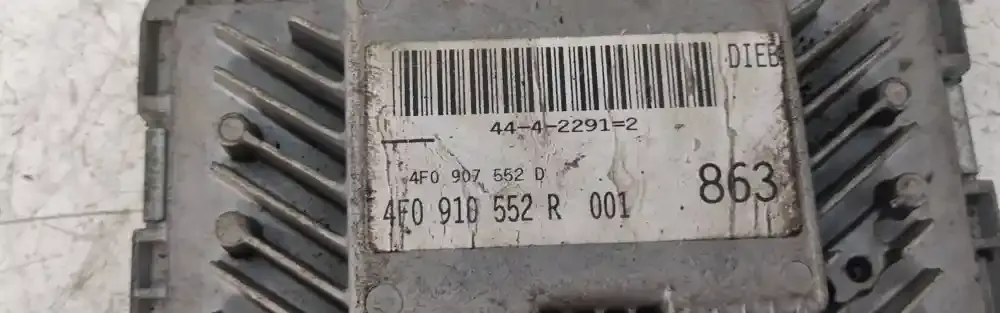 DIEB
44-4-2291=2
4F0 907 552 D
4F0 910 552 R 001 863